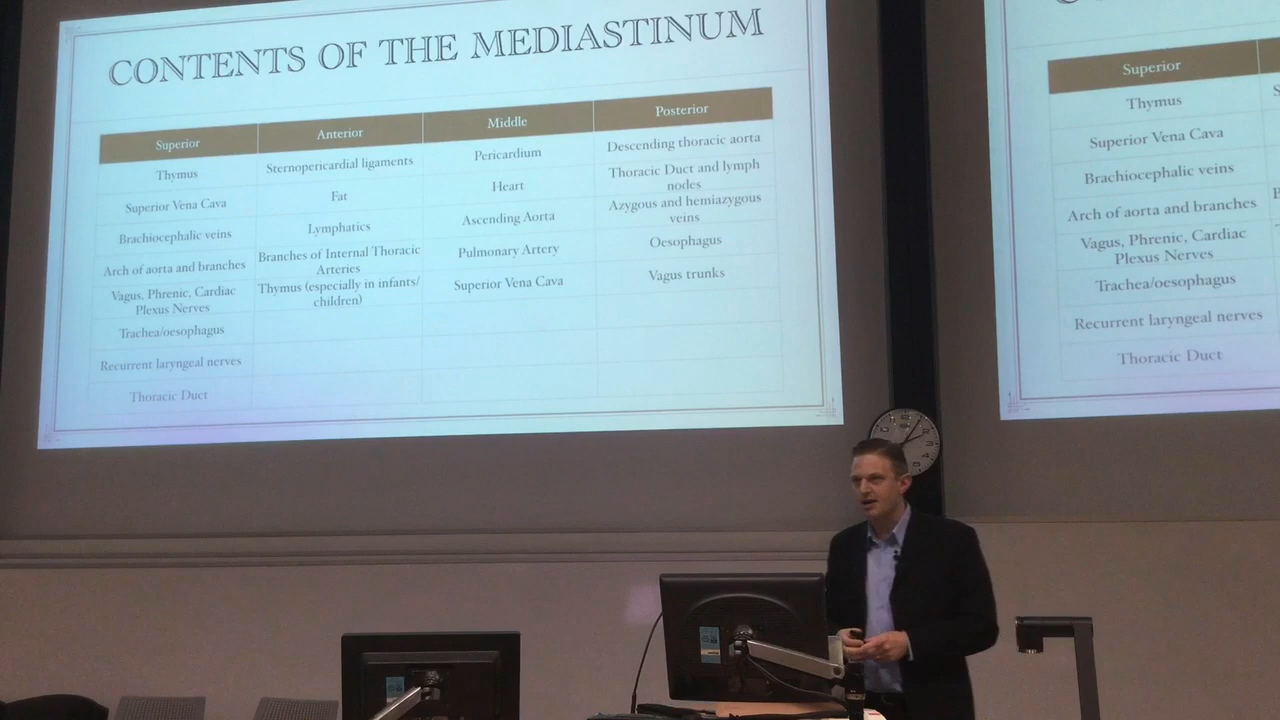 CONTENTS OF THE MEDIASTINUM
Superior
Anterior
Middle
Posterior
Thymus
Sternopericardial ligaments
Pericardium
Descending thoracic aorta
Superior Vena Cava
Fat
Heart
Thoracic Duct and lymph
nodes
Brachiocephalic veins
Lymphatics
Ascending Aorta
Azygous and hemiazygous
veins
Arch of aorta and branches
Branches of Internal Thoracic
Arteries
Pulmonary Artery
Oesophagus
Vagus, Phrenic, Cardiac
Plexus Nerves
Thymus (especially in infants/
children)
Superior Vena Cava
Vagus trunks
Trachea/oesophagus
Recurrent laryngeal nerves
Thoracic Duct
Superior
Thymus
Superior Vena Cava
Brachiocephalic veins
Arch of aorta and branches
Vagus, Phrenic, Cardiac
Plexus Nerves
Trachea/oesophagus
Recurrent laryngeal nerves
Thoracic Duct